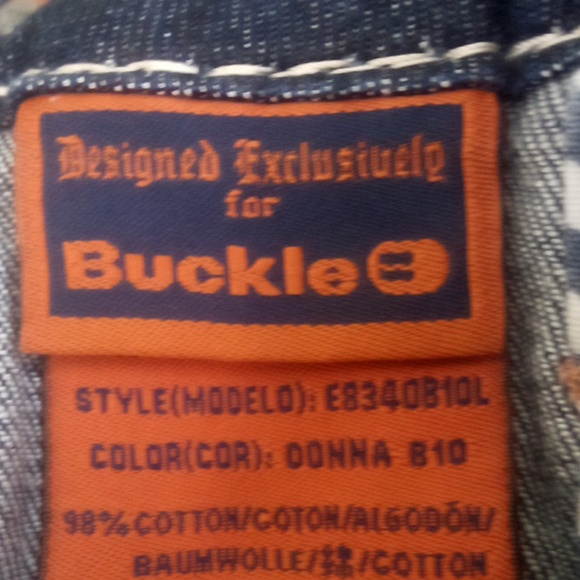 Designed Exclusively
for
Buckle
STYLE(MODELO): E8340B10L
COLOR(COR): DONNA B10
98% COTTON/COTON/ALGODÓN/
BAUMWOLLE/棉/COTTON